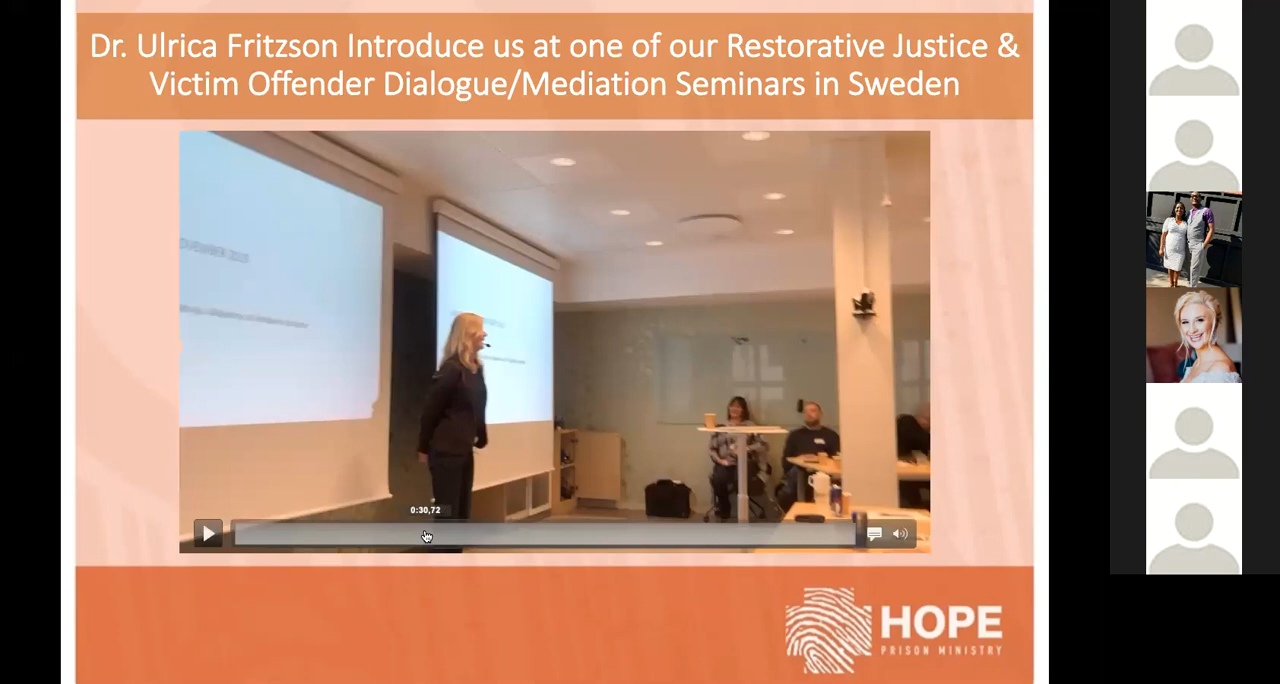 Dr. Ulrica Fritzson Introduce us at one of our Restorative Justice &
Victim Offender Dialogue/Mediation Seminars in Sweden
0:30,72
HOPE
PRISON MINISTRY